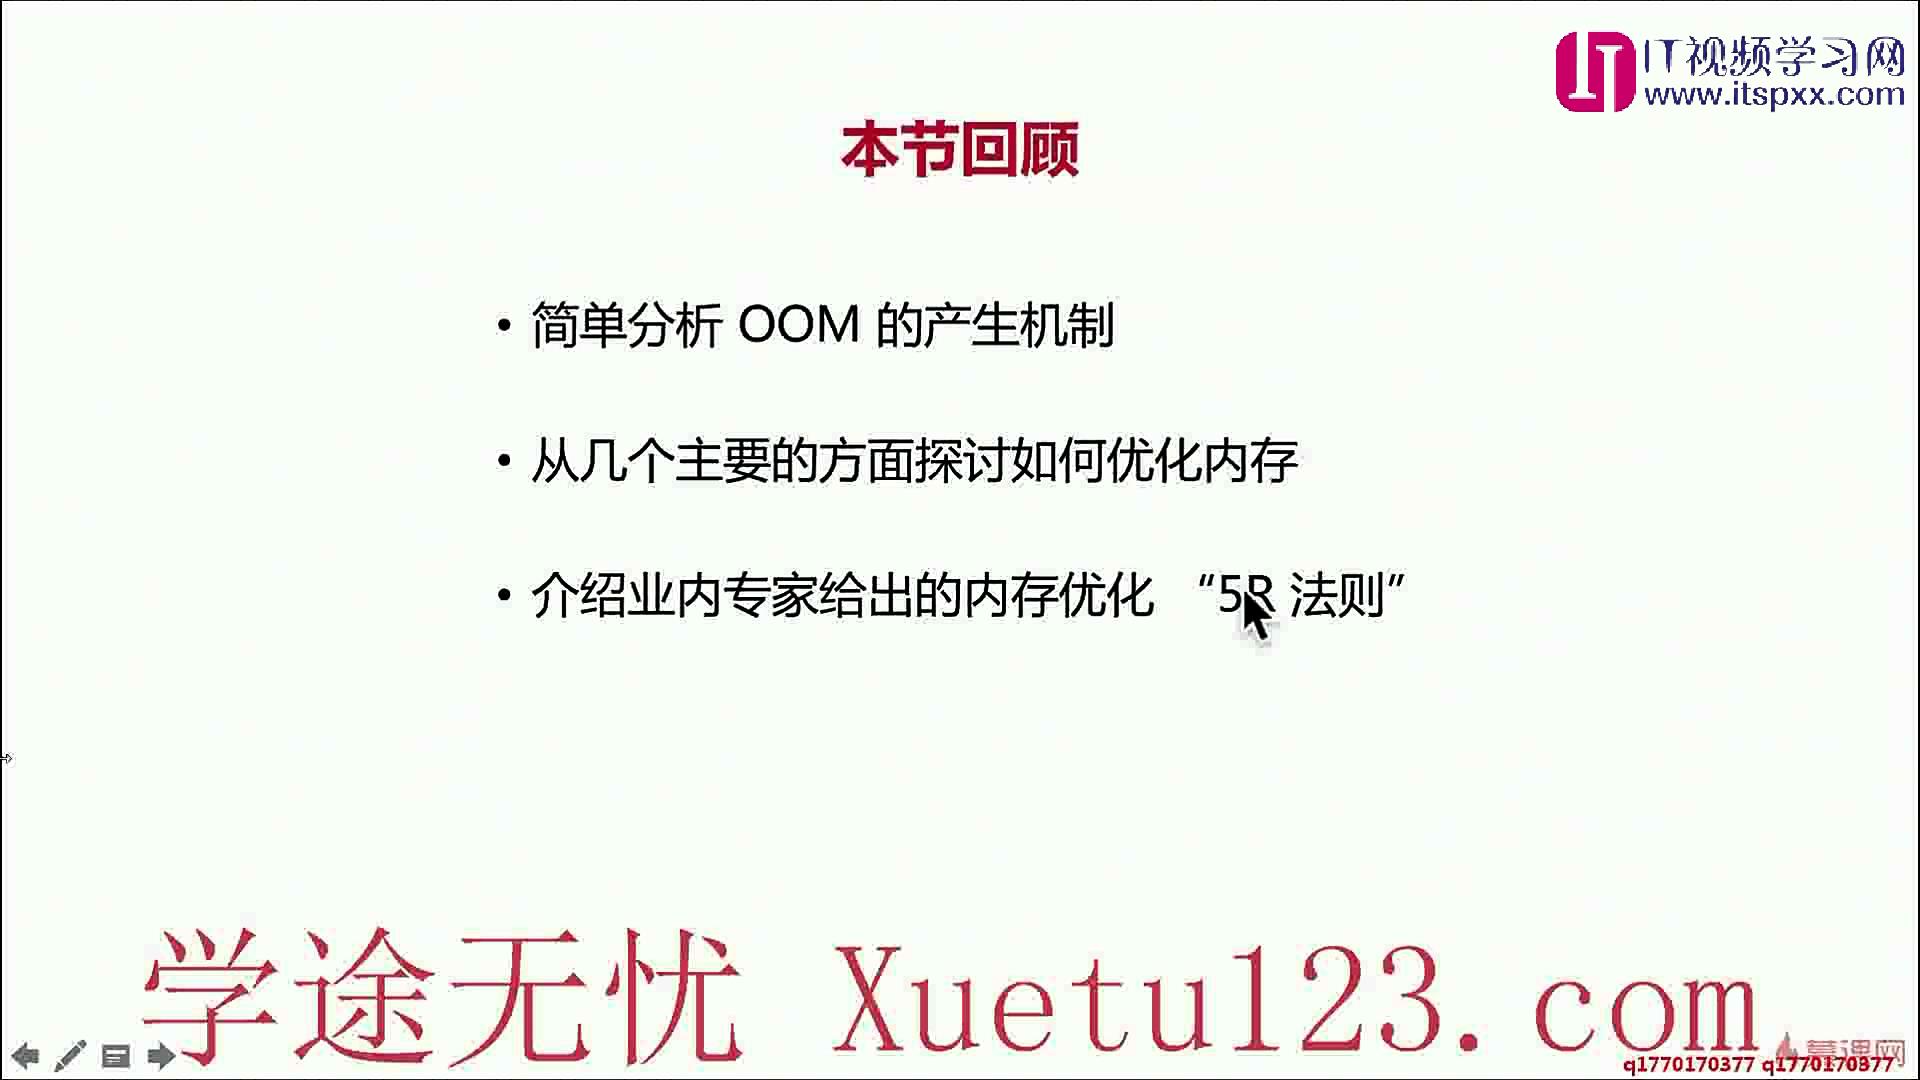 IT视频学习网
www.itspxx.com
本节回顾
• 简单分析 OOM 的产生机制
• 从几个主要的方面探讨如何优化内存
• 介绍业内专家给出的内存优化 “5R 法则”
学途无忧 Xuetu123.com
慕课网
q1770170377 q1770170377